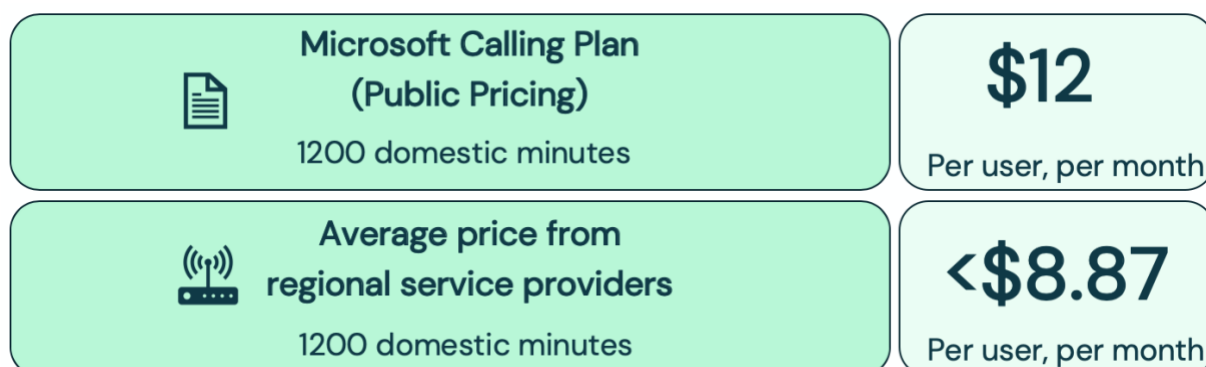 Microsoft Calling Plan
(Public Pricing)
1200 domestic minutes
$12
Per user, per month
Average price from
regional service providers
1200 domestic minutes
<$8.87
Per user, per month